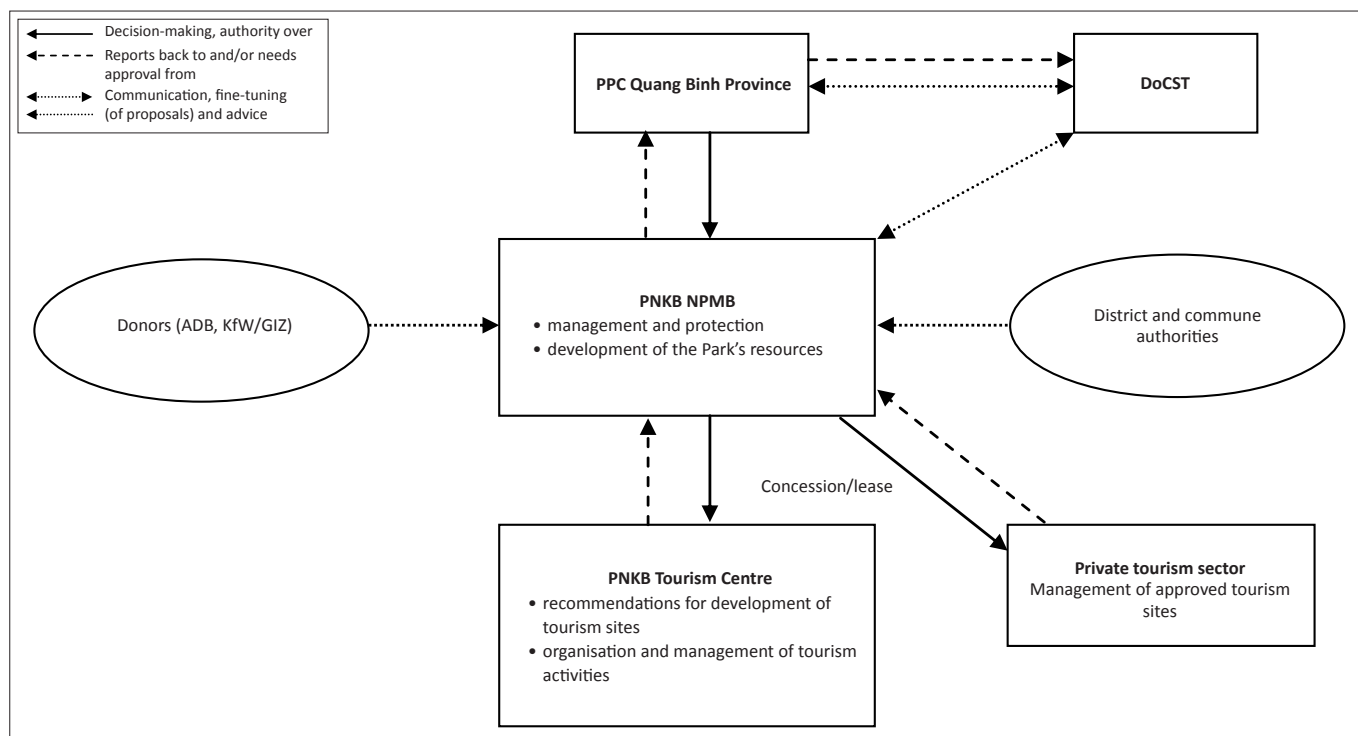 Decision-making, authority over
Reports back to and/or needs
approval from
Communication, fine-tuning
(of proposals) and advice
PPC Quang Binh Province
DoCST
PNKB NPMB
• management and protection
• development of the Park's resources
Donors (ADB, KfW/GIZ)
District and commune
authorities
Concession/lease
PNKB Tourism Centre
• recommendations for development of
tourism sites
• organisation and management of tourism
activities
Private tourism sector
Management of approved tourism
sites